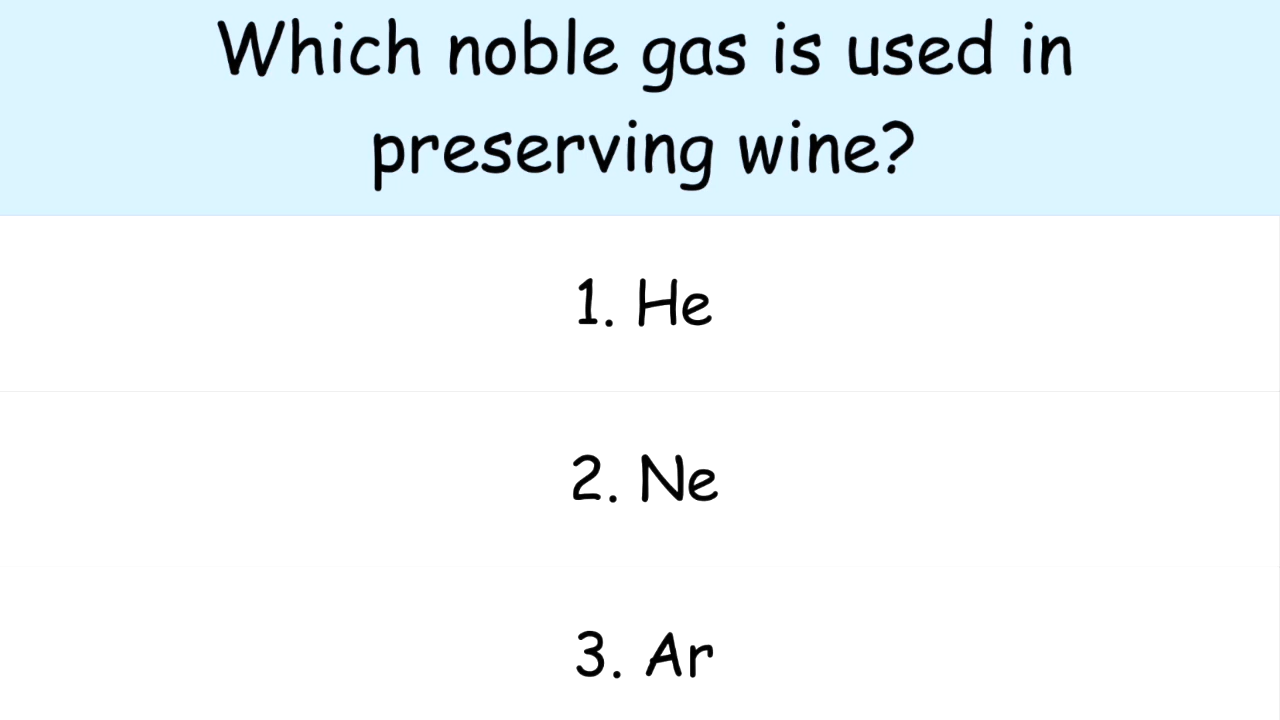 Which noble gas is used in
preserving wine?
1. He
2. Ne
3. Ar